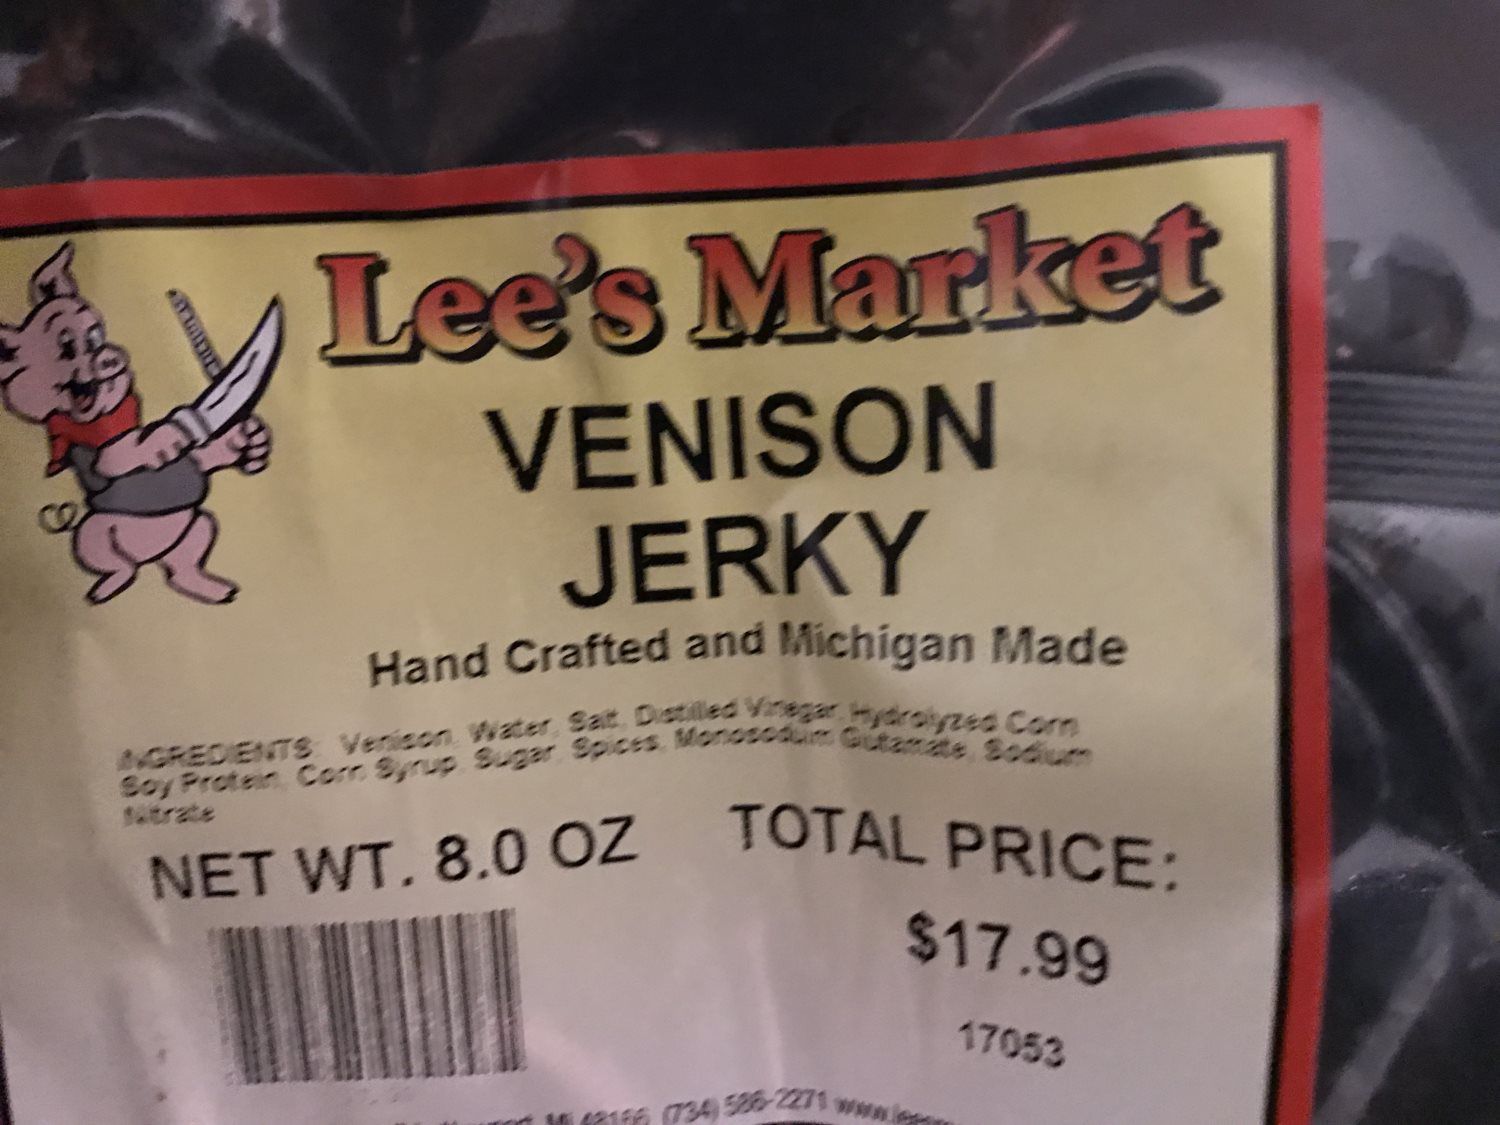 Lee's Market
VENISON
JERKY
Hand Crafted and Michigan Made
INGREDIENTS: Venison, Water, Salt, Distilled Vinegar, Hydrolyzed Corn
Soy Protein, Corn Syrup, Sugar, Spices, Monosodium Glutamate, Sodium
Nitrate
NET WT. 8.0 OZ
TOTAL PRICE:
$17.99
17053
MI 48166 (734) 586-2271